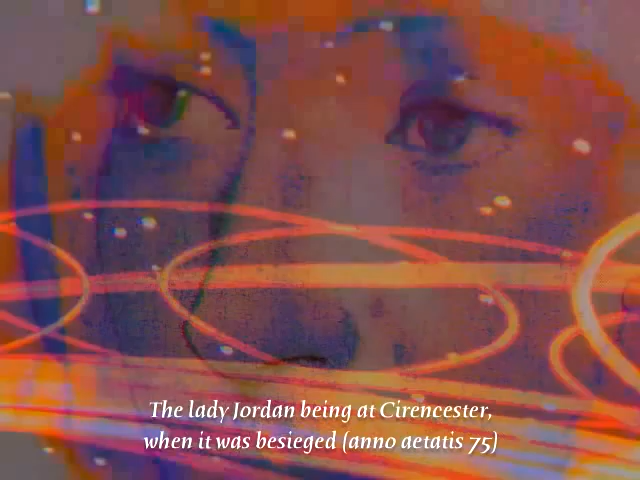 The lady Jordan being at Cirencester,
when it was besieged (anno aetatis 75)